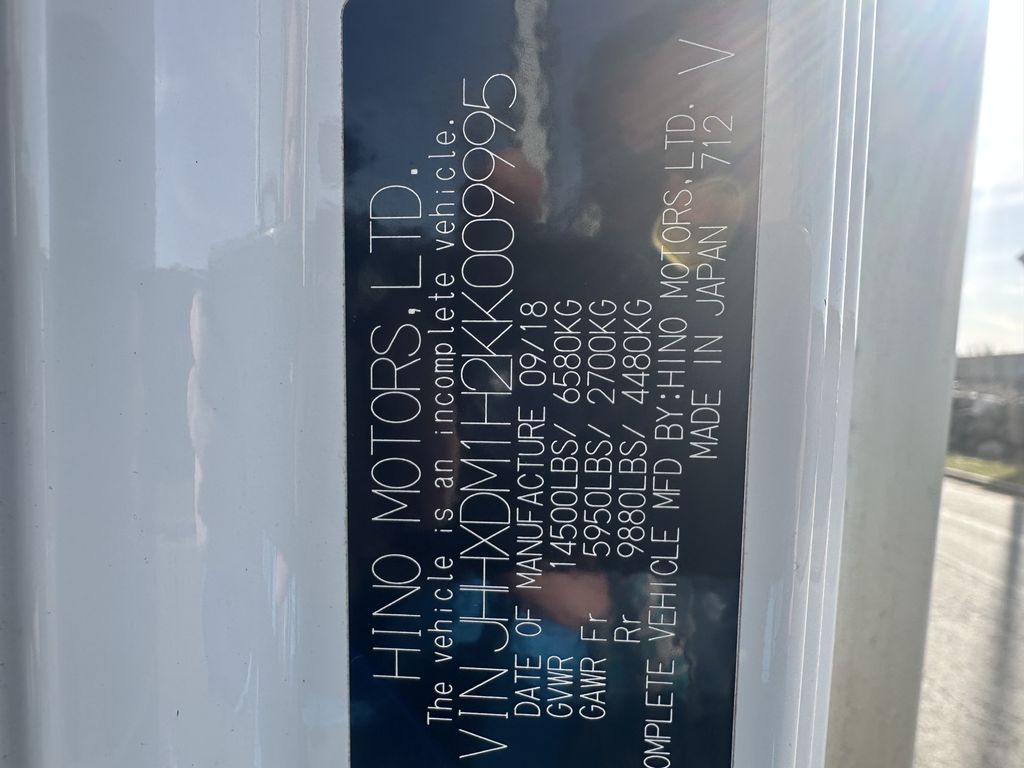 HINO MOTORS,LTD.
The vehicle is an incomplete vehicle.
VIN JHHXDM1H2KK009995
DATE OF MANUFACTURE 09/18
GVWR 14500LBS/ 6580KG
GAWR Fr 5950LBS/ 2700KG
Rr 9880LBS/ 4480KG
OMPLETE VEHICLE MFD BY:HINO MOTORS,LTD. V
MADE IN JAPAN 712